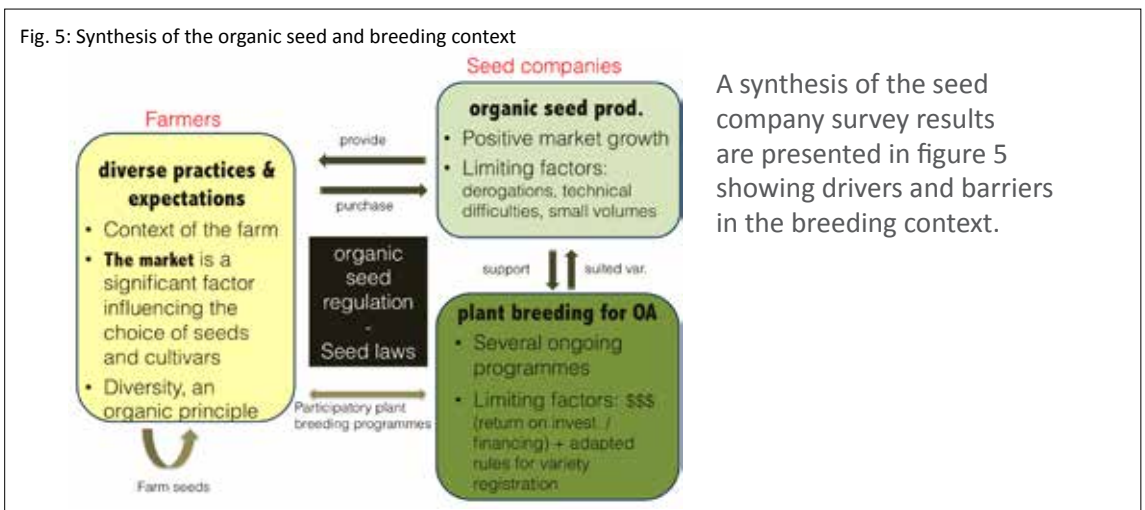 Fig. 5: Synthesis of the organic seed and breeding context
Farmers
diverse practices &
expectations
• Context of the farm
• The market is a
significant factor
influencing the
choice of seeds
and cultivars
• Diversity, an
organic principle
Farm seeds
provide
purchase
organic
seed
regulation
-
Seed laws
Participatory plant
breeding programmes
Seed companies
organic seed prod.
• Positive market growth
• Limiting factors:
derogations, technical
difficulties, small volumes
support
suited var.
plant breeding for OA
• Several ongoing
programmes
• Limiting factors: $$$
(return on invest. /
financing) + adapted
rules for variety
registration
A synthesis of the seed
company survey results
are presented in figure 5
showing drivers and barriers
in the breeding context.